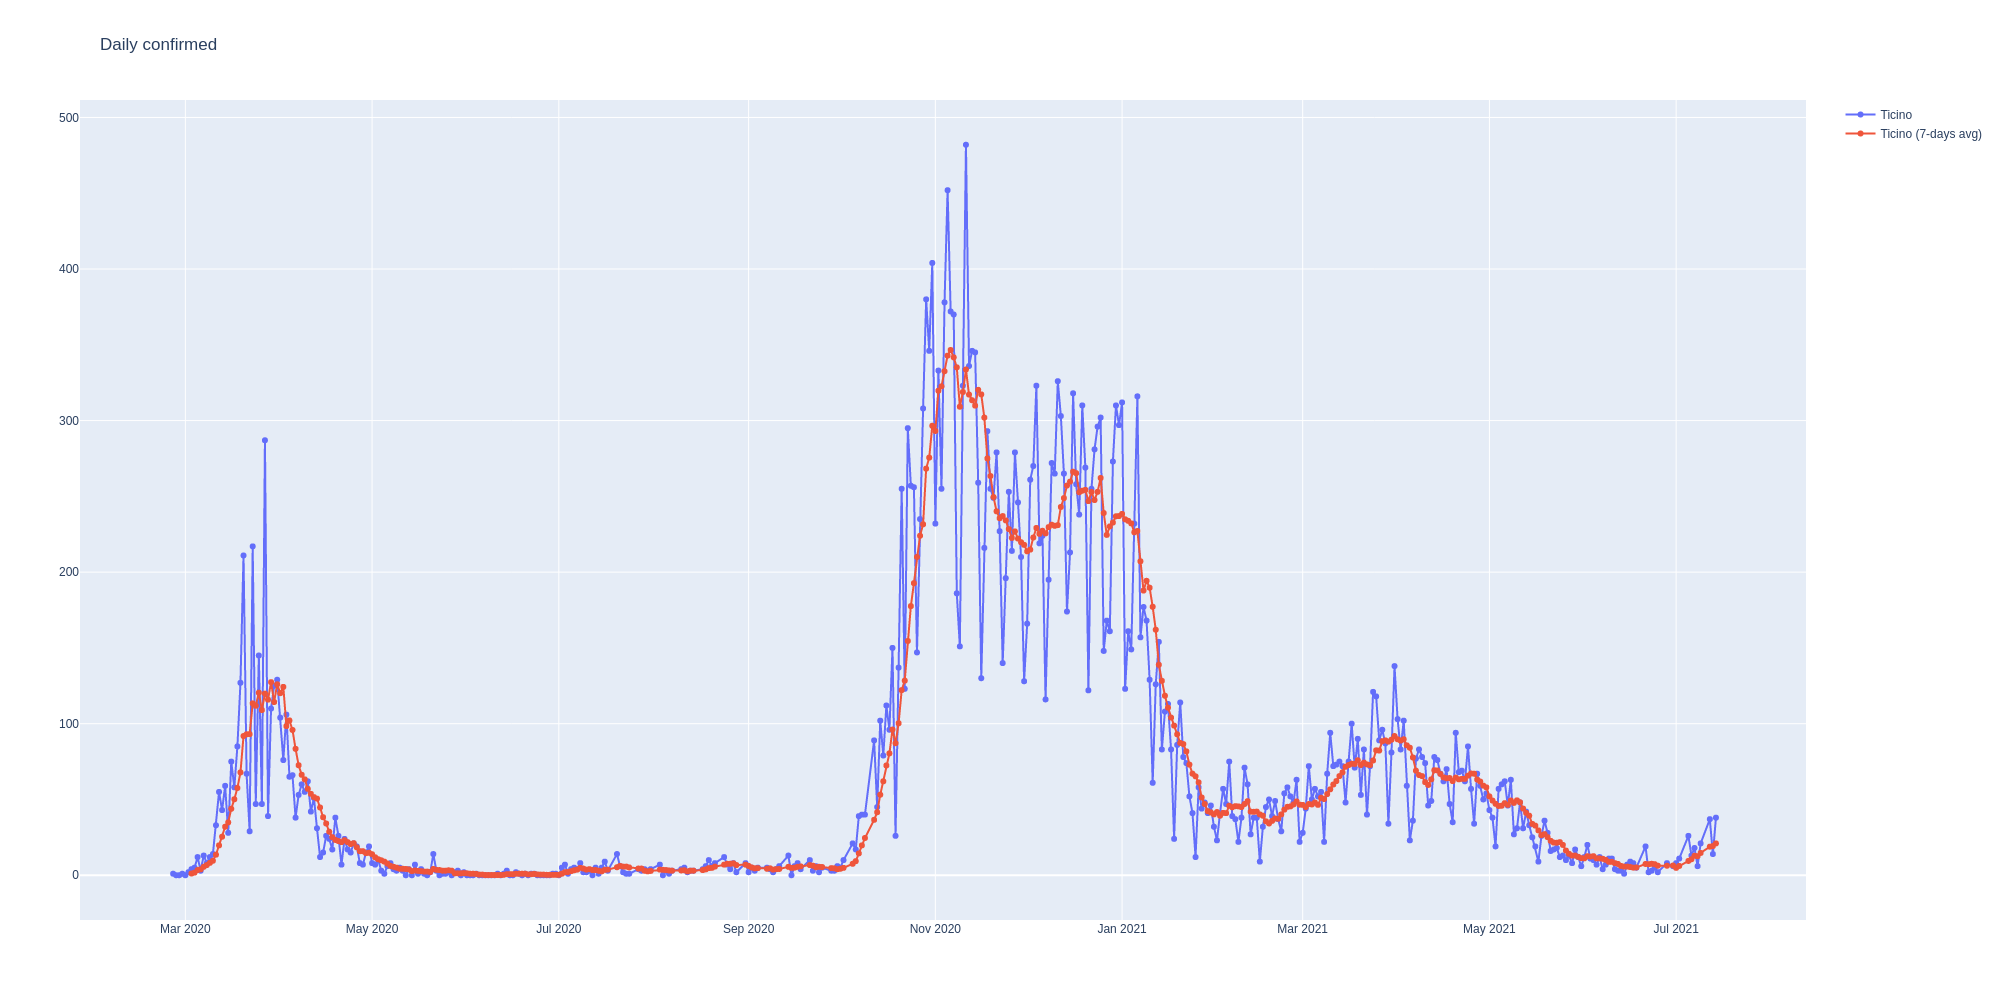 Daily confirmed
Ticino
Ticino (7-days avg)
500
400
300
200
100
0
Mar 2020
May 2020
Jul 2020
Sep 2020
Nov 2020
Jan 2021
Mar 2021
May 2021
Jul 2021